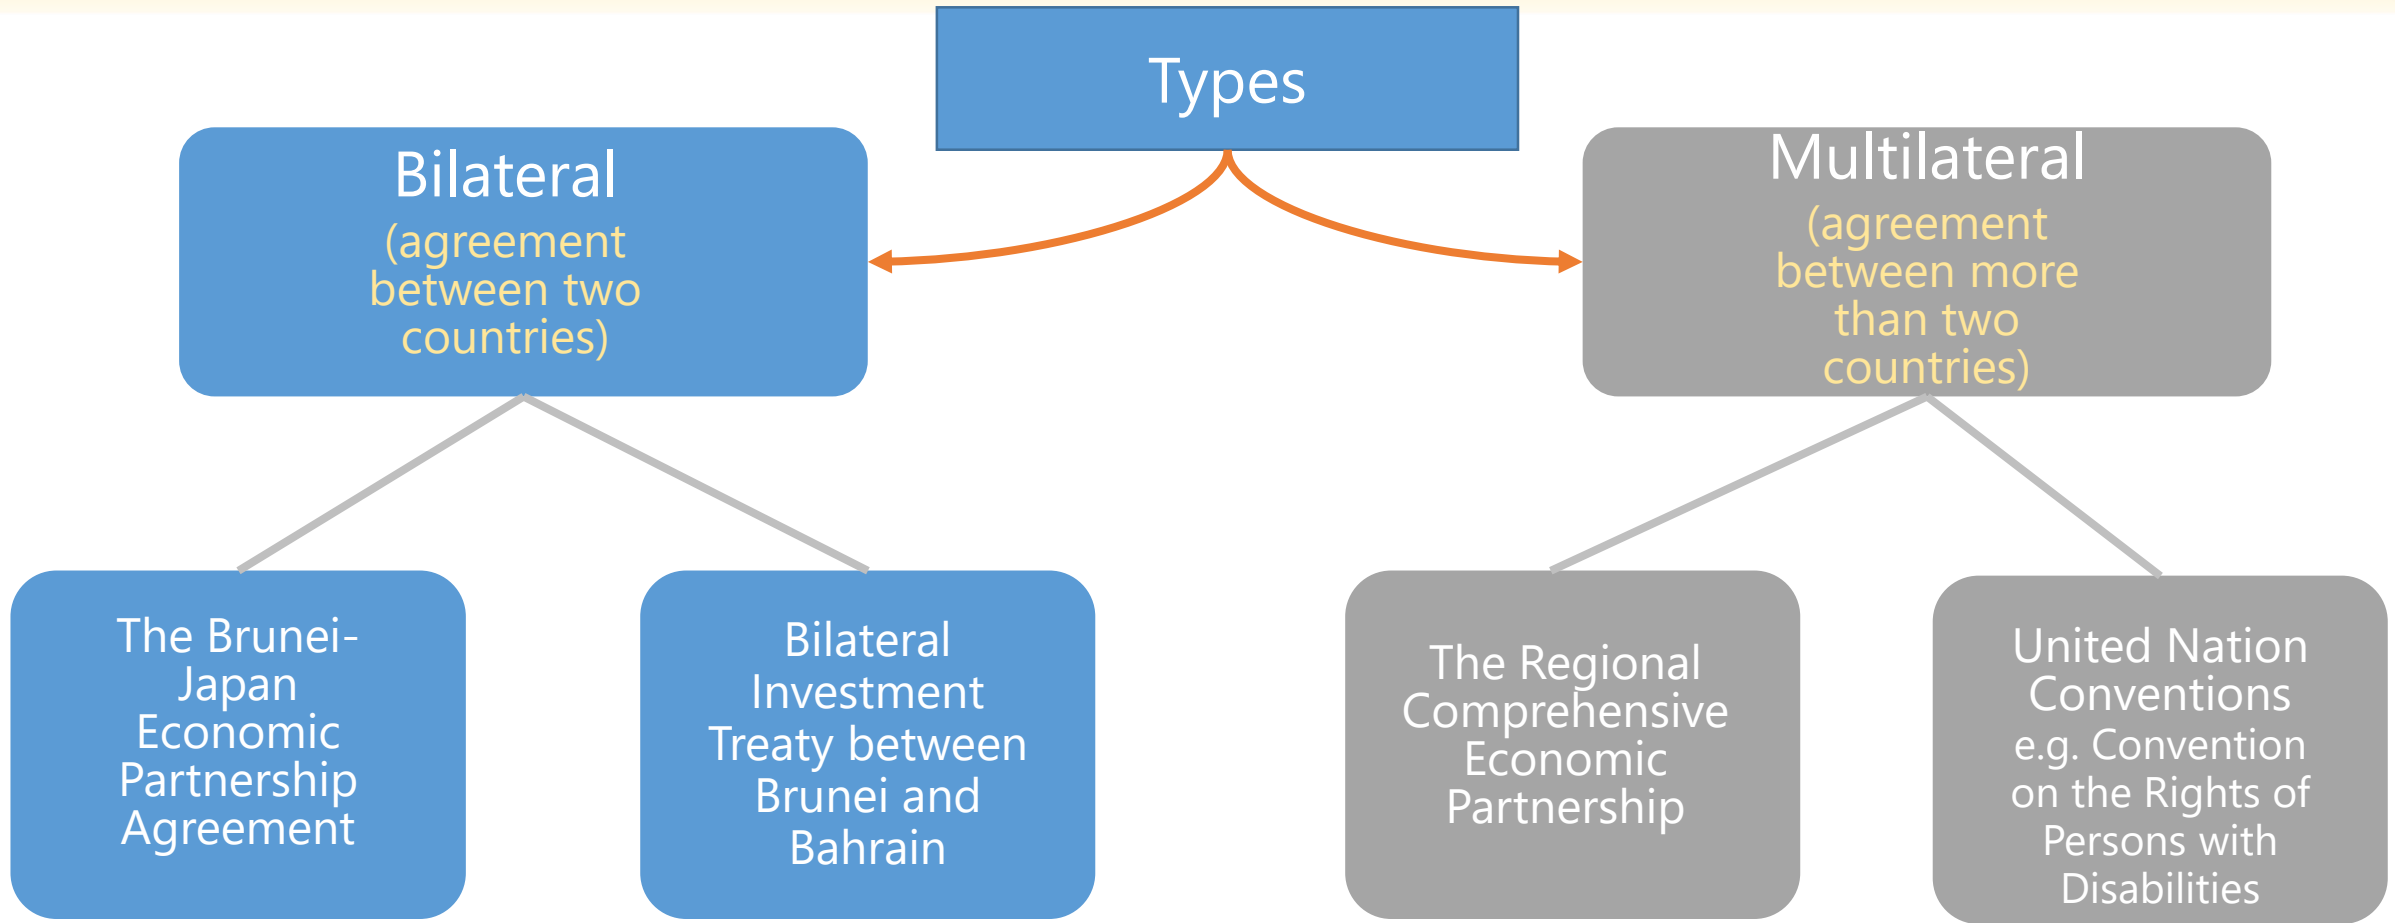 Types
Bilateral
(agreement
between two
countries)
Multilateral
(agreement
between more
than two
countries)
The Brunei-
Japan
Economic
Partnership
Agreement
Bilateral
Investment
Treaty between
Brunei and
Bahrain
The Regional
Comprehensive
Economic
Partnership
United Nation
Conventions
e.g. Convention
on the Rights of
Persons with
Disabilities